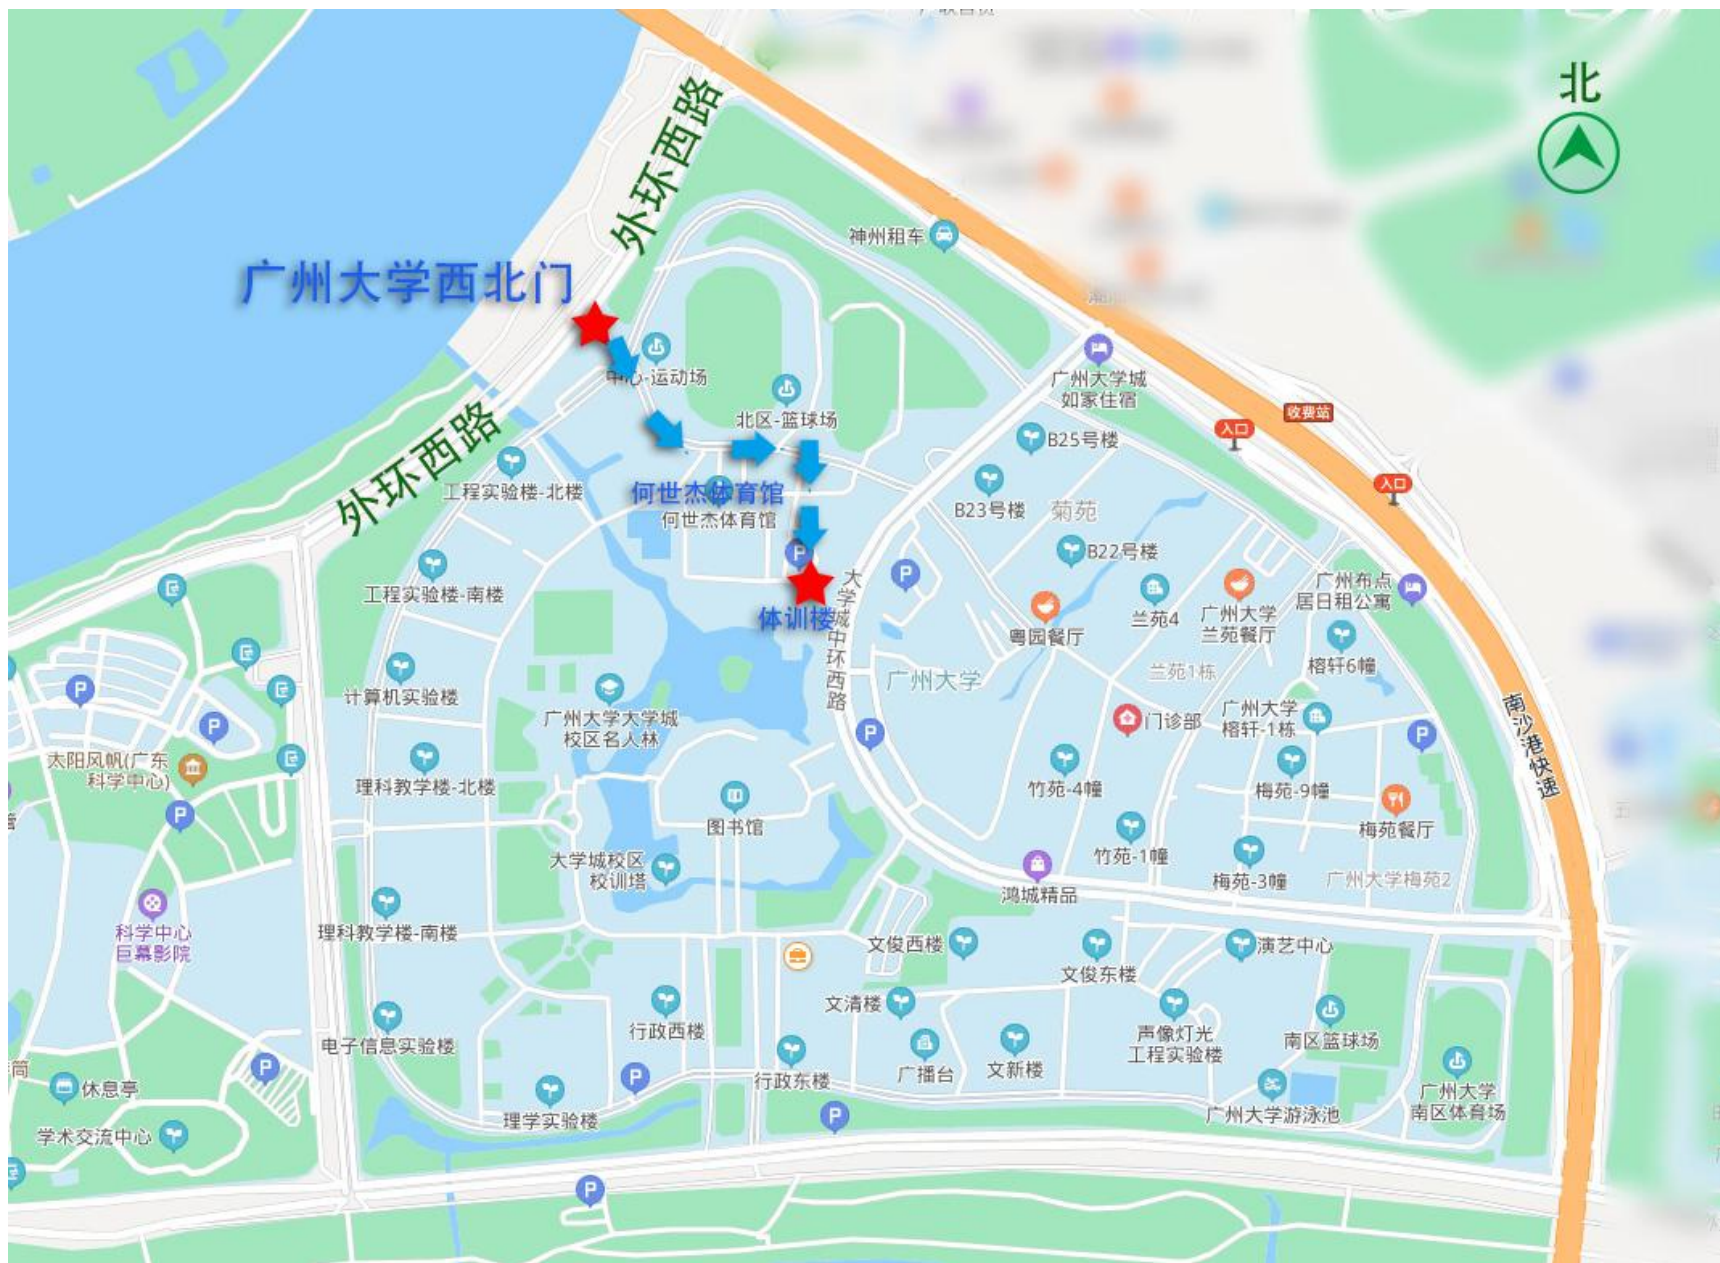 北
外环西路
神州租车
广州大学西北门
中心-运动场
广州大学城
如家住宿
北区-篮球场
收费站
入口
B25号楼
外环西路
工程实验楼-北楼
何世杰体育馆
何世杰体育馆
入口
B23号楼
菊苑
B22号楼
P
P
工程实验楼-南楼
大学城中环西路
体训楼
粤园餐厅
兰苑4
广州大学
兰苑餐厅
广州布点
居日租公寓
榕轩6幢
兰苑1栋
广州大学
P
P
计算机实验楼
广州大学大学城
校区名人林
P
门诊部
广州大学
榕轩-1栋
P
南沙港快速
太阳风帆(广东
科学中心)
理科教学楼-北楼
竹苑-4幢
梅苑-9幢
P
图书馆
梅苑餐厅
大学城校区
校训塔
竹苑-1幢
梅苑-3幢
广州大学梅苑2
鸿城精品
科学中心
巨幕影院
理科教学楼-南楼
文俊西楼
文俊东楼
演艺中心
文清楼
行政西楼
声像灯光
工程实验楼
南区篮球场
电子信息实验楼
P
P
行政东楼
广播台
文新楼
休息亭
理学实验楼
P
广州大学游泳池
广州大学
南区体育场
学术交流中心
P